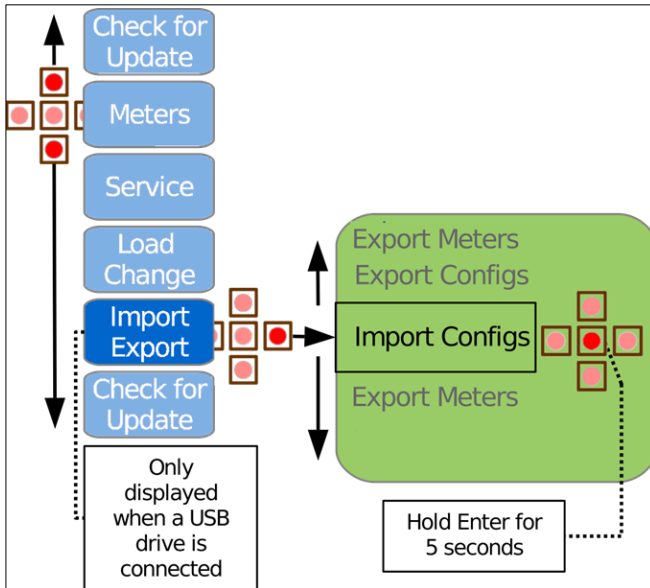 Check for
Update
Meters
Service
Load
Change
Import
Export
Check for
Update
Only
displayed
when a USB
drive is
connected
Export Meters
Export Configs
Import Configs
Export Meters
Hold Enter for
5 seconds